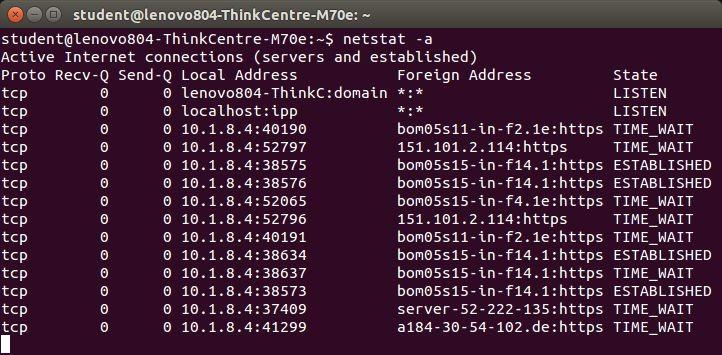 student@lenovo804-ThinkCentre-M70e: ~
student@lenovo804-ThinkCentre-M70e:~$ netstat -a
Active Internet connections (servers and established)
Proto Recv-Q Send-Q Local Address           Foreign Address         State
tcp        0      0 lenovo804-ThinkC:domain *:*                     LISTEN
tcp        0      0 localhost:ipp           *:*                     LISTEN
tcp        0      0 10.1.8.4:40190          bom05s11-in-f2.1e:https TIME_WAIT
tcp        0      0 10.1.8.4:52797          151.101.2.114:https     TIME_WAIT
tcp        0      0 10.1.8.4:38575          bom05s15-in-f14.1:https ESTABLISHED
tcp        0      0 10.1.8.4:38576          bom05s15-in-f14.1:https ESTABLISHED
tcp        0      0 10.1.8.4:52065          bom05s15-in-f4.1e:https TIME_WAIT
tcp        0      0 10.1.8.4:52796          151.101.2.114:https     TIME_WAIT
tcp        0      0 10.1.8.4:40191          bom05s11-in-f2.1e:https TIME_WAIT
tcp        0      0 10.1.8.4:38634          bom05s15-in-f14.1:https ESTABLISHED
tcp        0      0 10.1.8.4:38637          bom05s15-in-f14.1:https TIME_WAIT
tcp        0      0 10.1.8.4:38573          bom05s15-in-f14.1:https ESTABLISHED
tcp        0      0 10.1.8.4:37409          server-52-222-135:https TIME_WAIT
tcp        0      0 10.1.8.4:41299          a184-30-54-102.de:https TIME_WAIT